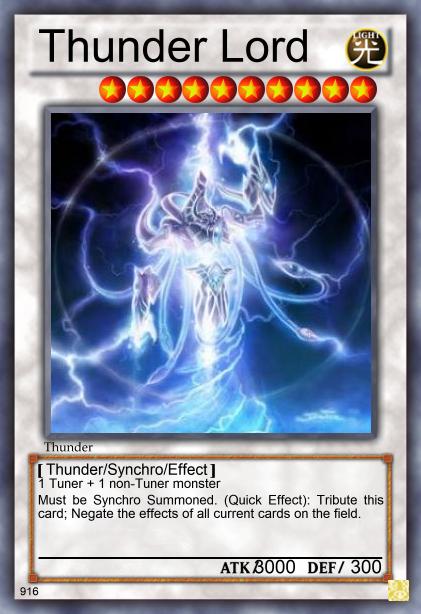 Thunder Lord
LIGHT
光
Thunder
[ Thunder/Synchro/Effect ]
1 Tuner + 1 non-Tuner monster
Must be Synchro Summoned. (Quick Effect): Tribute this
card; Negate the effects of all current cards on the field.
ATK/3000 DEF/ 300
916